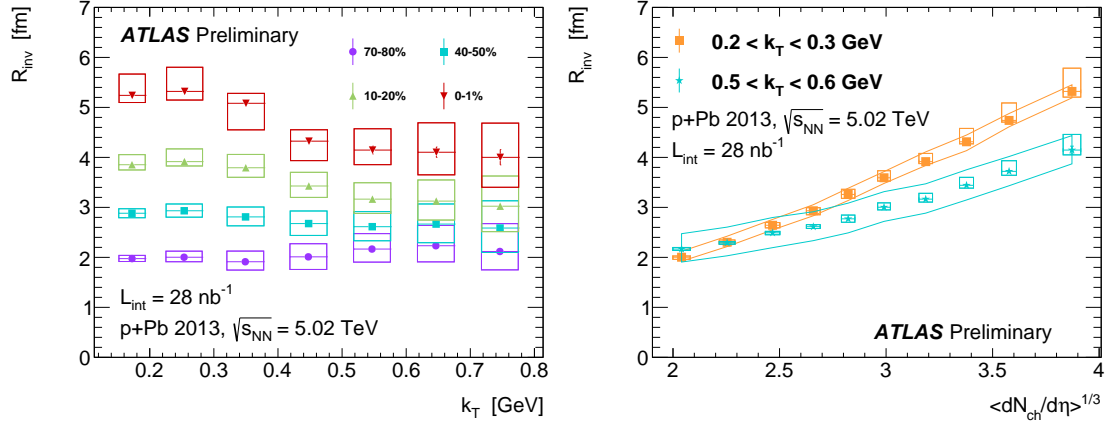 ATLAS Preliminary
70-80%
40-50%
10-20%
0-1%
R_inv [fm]
7
6
5
4
3
2
1
0
L_int = 28 nb^-1
p+Pb 2013, √s_NN = 5.02 TeV
0.2 0.3 0.4 0.5 0.6 0.7 0.8
k_T [GeV]
R_inv [fm]
7
6
5
4
3
2
1
0
0.2 < k_T < 0.3 GeV
0.5 < k_T < 0.6 GeV
p+Pb 2013, √s_NN = 5.02 TeV
L_int = 28 nb^-1
ATLAS Preliminary
2 2.5 3 3.5 4
<dN_ch/dη>^1/3